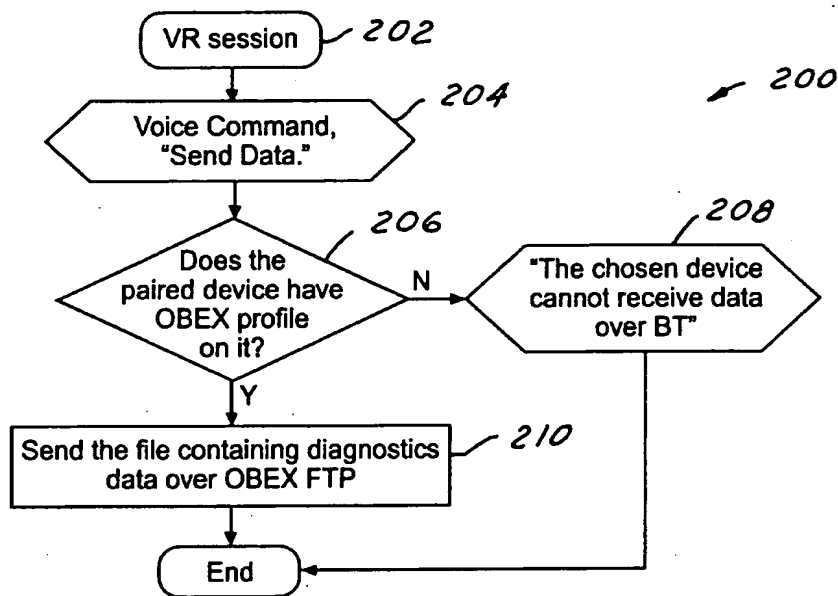 VR session
202
200
204
Voice Command,
"Send Data."
206
208
Does the
paired device have
OBEX profile
on it?
N
"The chosen device
cannot receive data
over BT"
Y
210
Send the file containing diagnostics
data over OBEX FTP
End